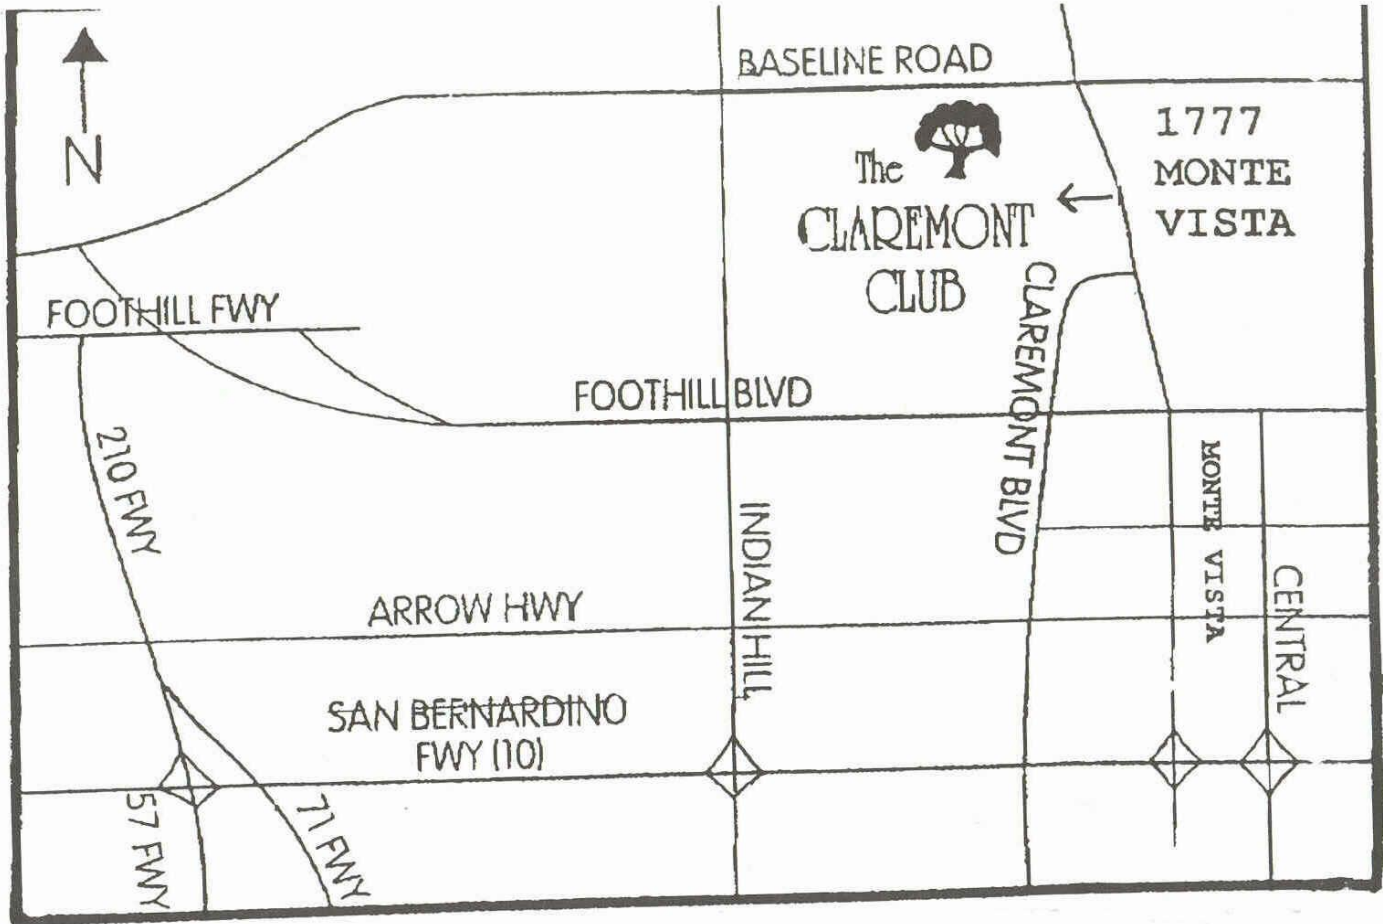 BASELINE ROAD
N
The
CLAREMONT
CLUB
1777
MONTE
VISTA
FOOTHILL FWY
CLAREMONT BLVD
FOOTHILL BLVD
210 FWY
MONTE VISTA
INDIAN HILL
CENTRAL
ARROW HWY
SAN BERNARDINO
FWY (10)
57 FWY
71 FWY